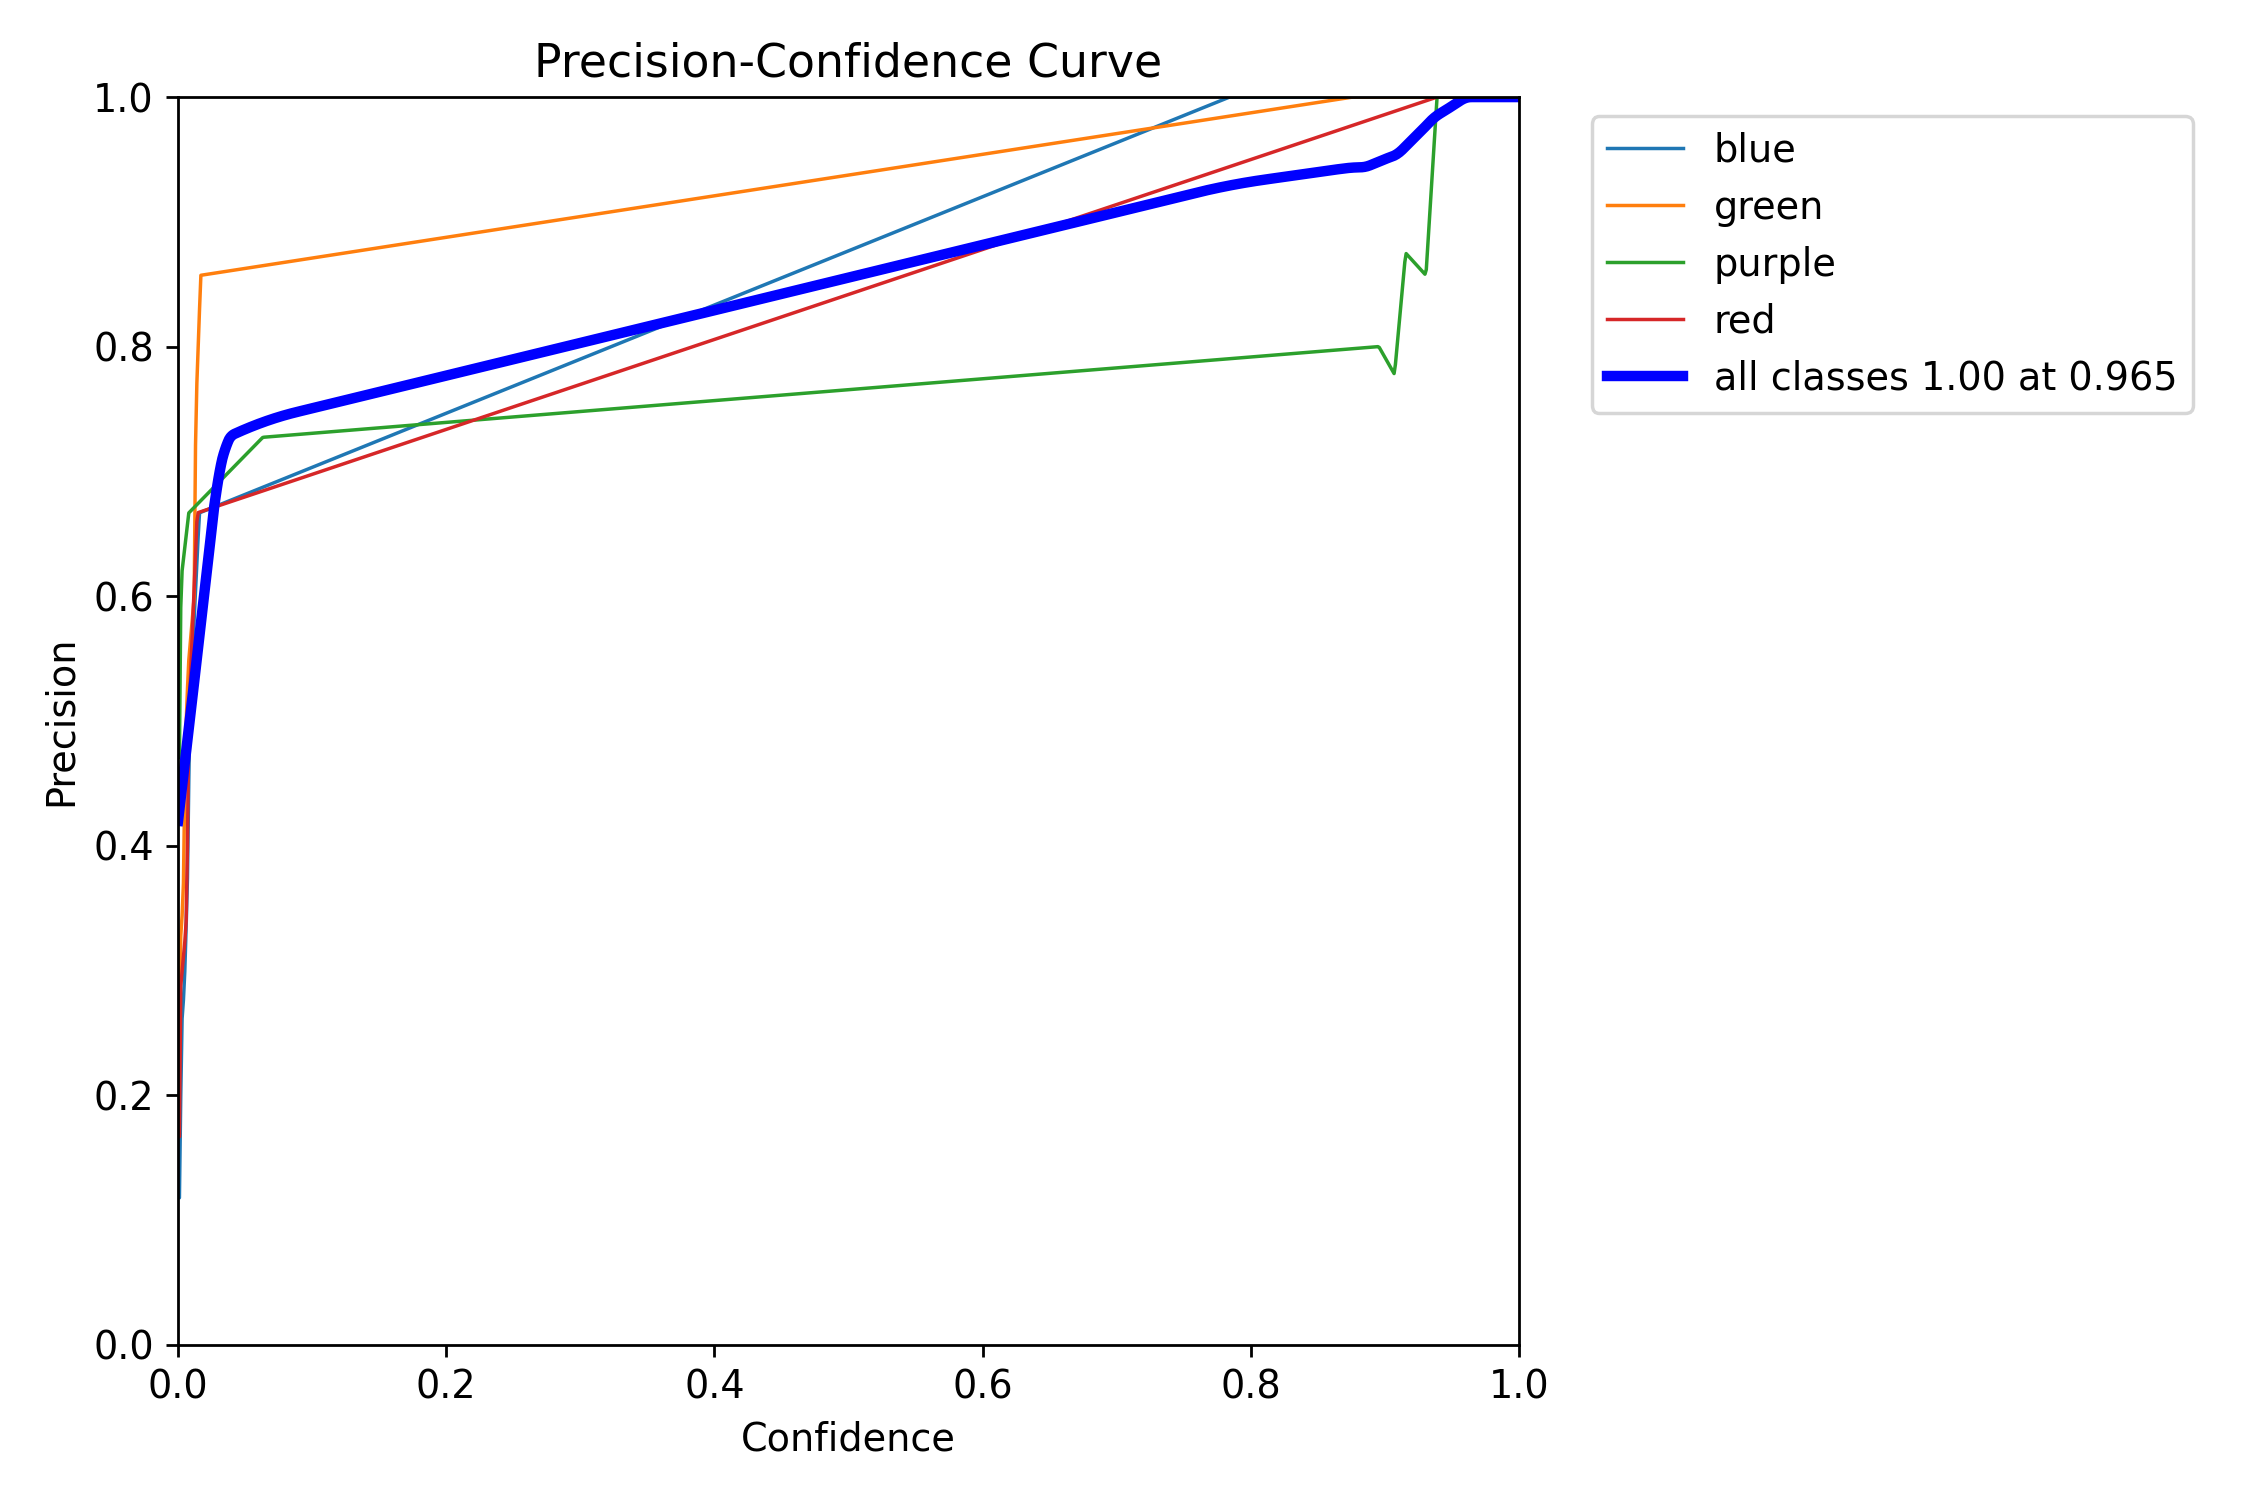 Precision-Confidence Curve
1.0
0.8
0.6
0.4
0.2
0.0
Precision
0.0 0.2 0.4 0.6 0.8 1.0
Confidence
blue
green
purple
red
all classes 1.00 at 0.965